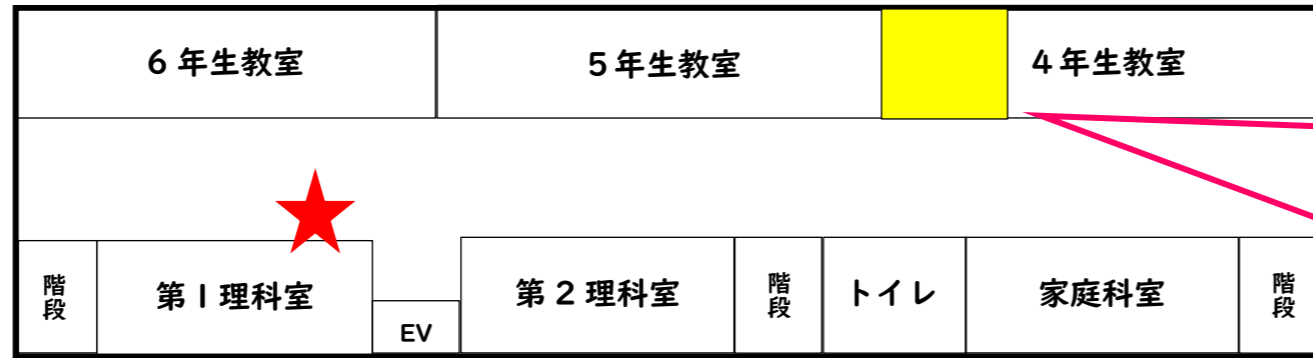 6年生教室
5年生教室
4年生教室
階段
第1理科室
EV
第2理科室
階段
トイレ
家庭科室
階段